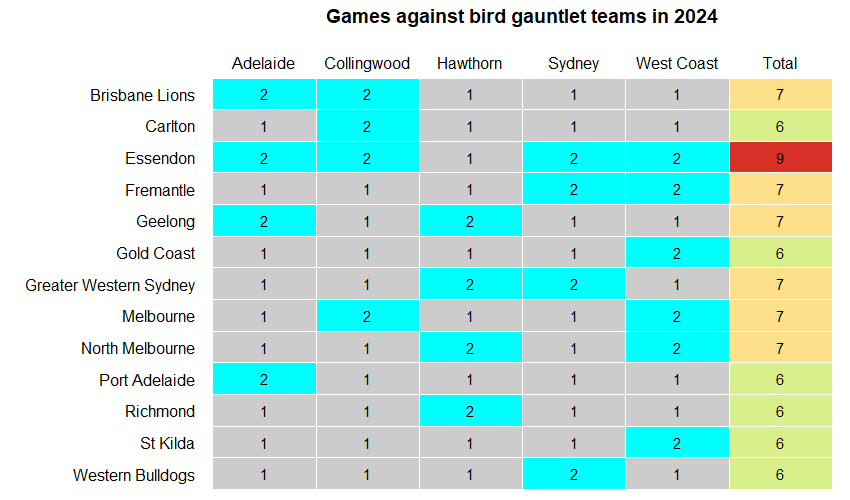 Games against bird gauntlet teams in 2024
Adelaide Collingwood Hawthorn Sydney West Coast Total
Brisbane Lions 2 2 1 1 1 7
Carlton 1 2 1 1 1 6
Essendon 2 2 1 2 2 9
Fremantle 1 1 1 2 2 7
Geelong 2 1 2 1 1 7
Gold Coast 1 1 1 1 2 6
Greater Western Sydney 1 1 2 2 1 7
Melbourne 1 2 1 1 2 7
North Melbourne 1 1 2 1 2 7
Port Adelaide 2 1 1 1 1 6
Richmond 1 1 2 1 1 6
St Kilda 1 1 1 1 2 6
Western Bulldogs 1 1 1 2 1 6